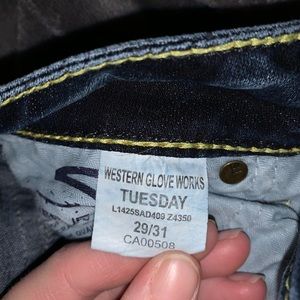 WESTERN GLOVE WORKS
TUESDAY
L1425SAD409 Z4350
29/31
CA00508